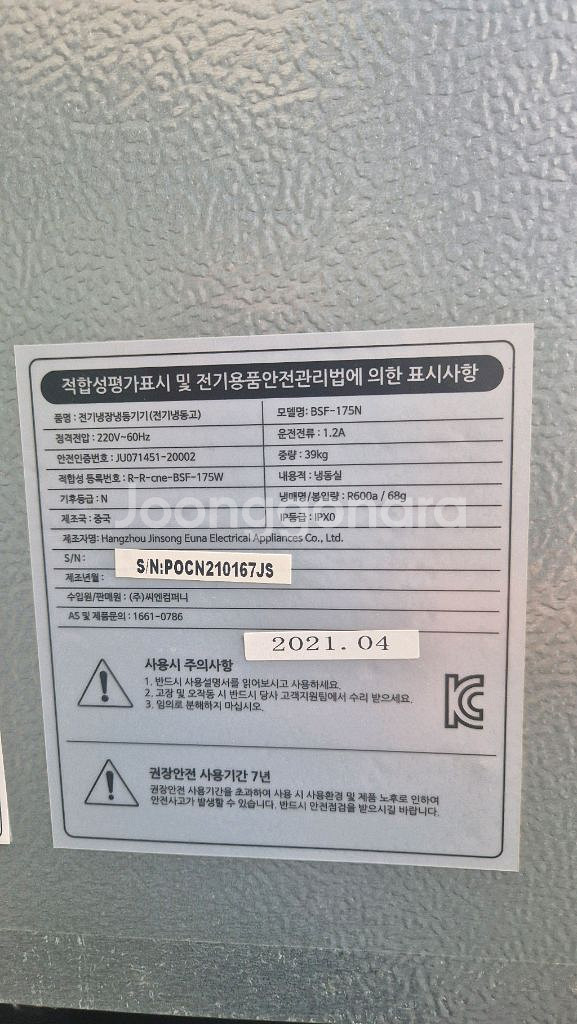 적합성평가표시 및 전기용품안전관리법에 의한 표시사항
품명 : 전기냉장냉동기기(전기냉동고)
모델명: BSF-175N
정격전압 : 220V~60Hz
운전전류 : 1.2A
안전인증번호 : JU071451-20002
중량 : 39kg
적합성 등록번호 : R-R-cne-BSF-175W
내용적 : 냉동실
기후등급 : N
냉매명/봉입량 : R600a / 68g
제조국 : 중국
IP등급 : IPX0
Joonggonara
제조자명: Hangzhou Jinsong Euna Electrical Appliances Co., Ltd.
S/N :
S/N:POCN210167JS
제조년월 :
수입원/판매원 : (주)씨엔컴퍼니
AS 및 제품문의 : 1661-0786
2021. 04
사용시 주의사항
1. 반드시 사용설명서를 읽어보시고 사용하세요.
2. 고장 및 오작동 시 반드시 당사 고객지원팀에서 수리 받으세요.
3. 임의로 분해하지 마십시오.
권장안전 사용기간 7년
권장안전 사용기간을 초과하여 사용 시 사용환경 및 제품 노후로 인하여
안전사고가 발생할 수 있습니다. 반드시 안전점검을 받으시길 바랍니다.